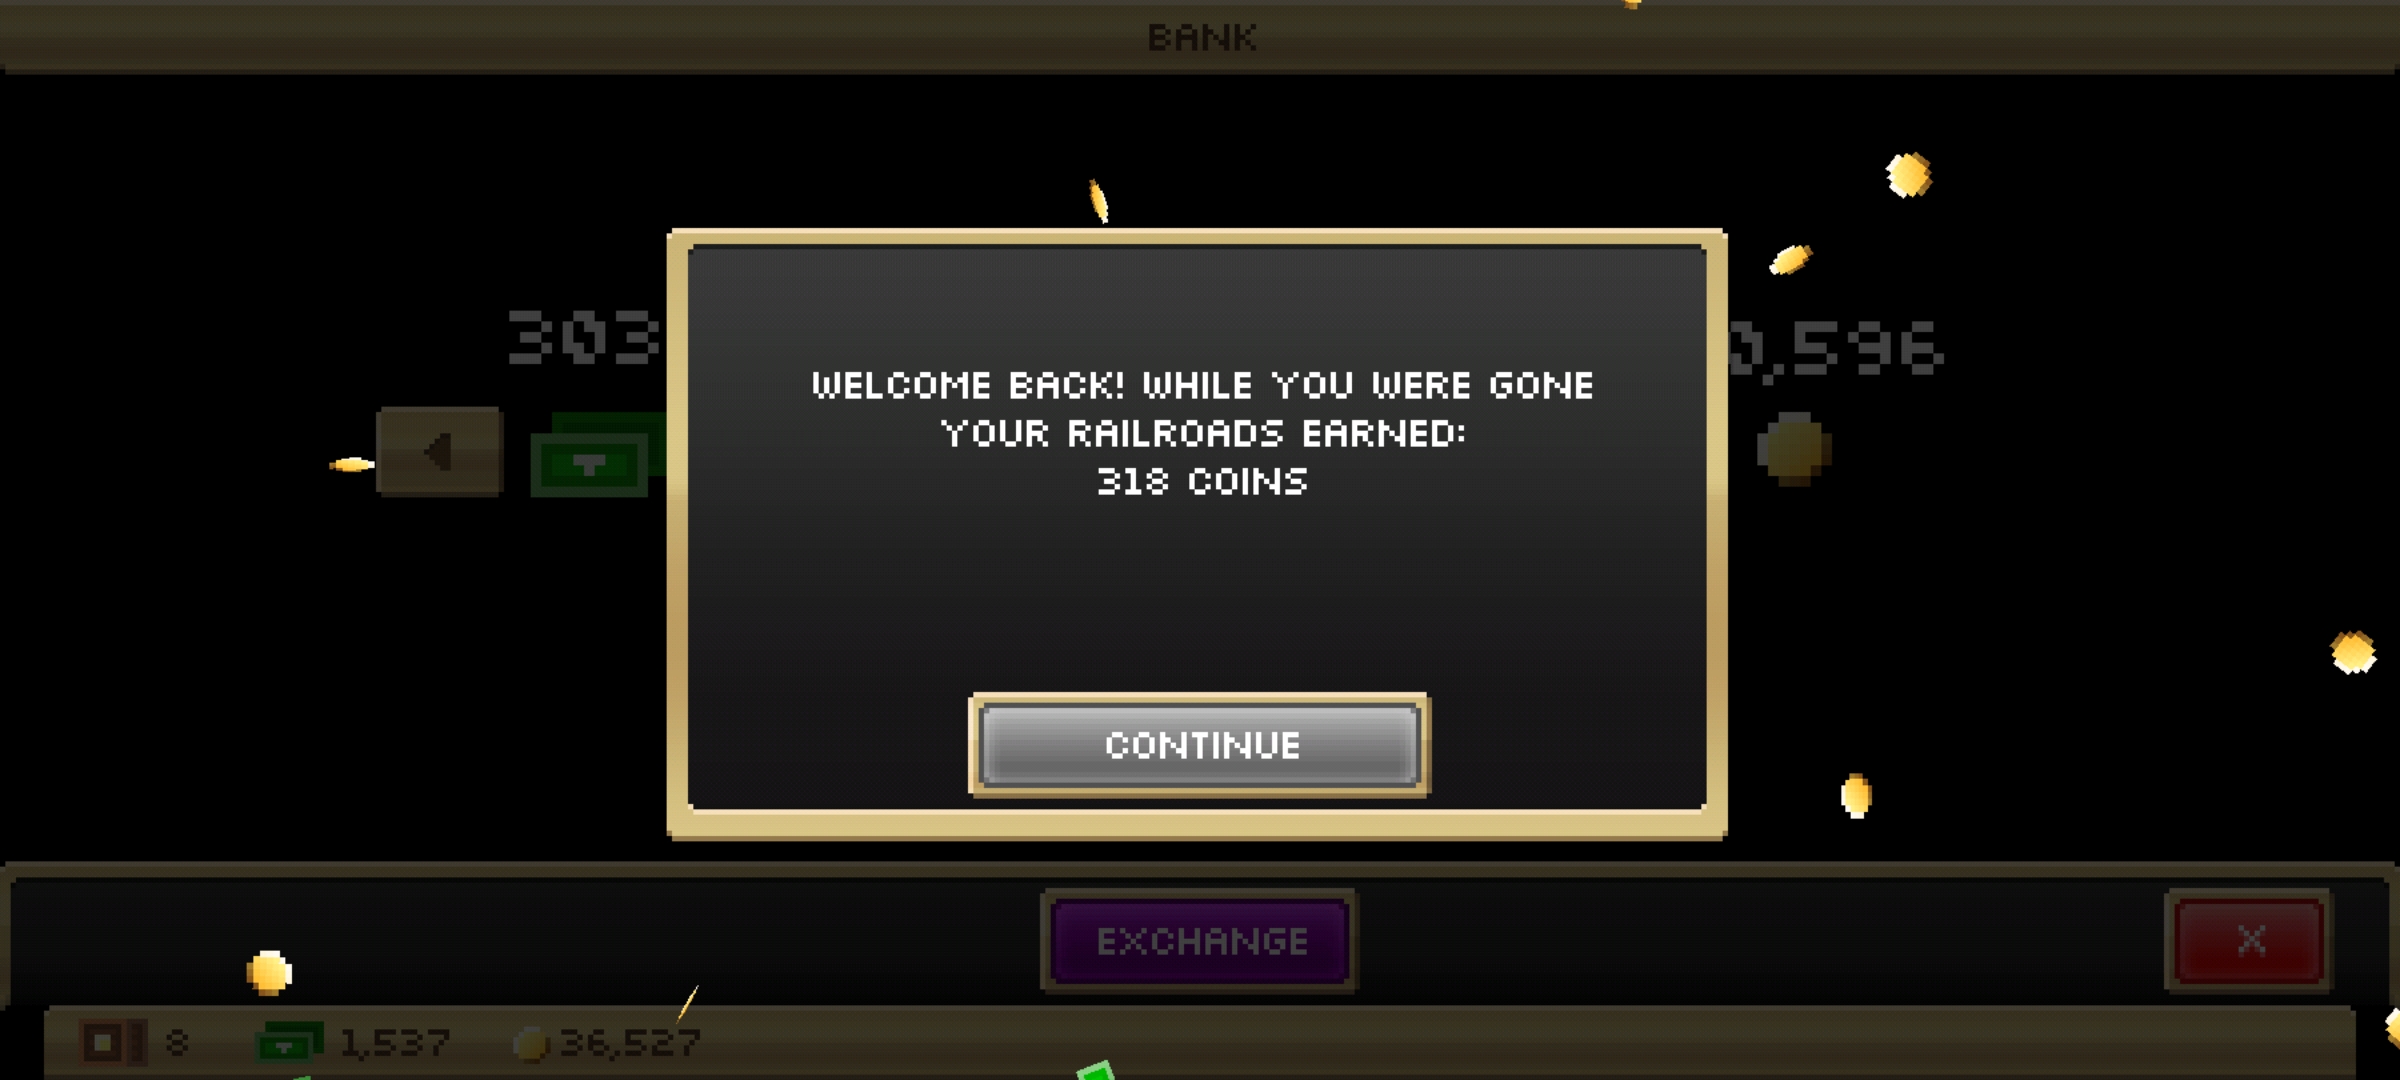 BANK
303
0,596
WELCOME BACK! WHILE YOU WERE GONE
YOUR RAILROADS EARNED:
318 COINS
CONTINUE
EXCHANGE
X
8 1,537 36,527